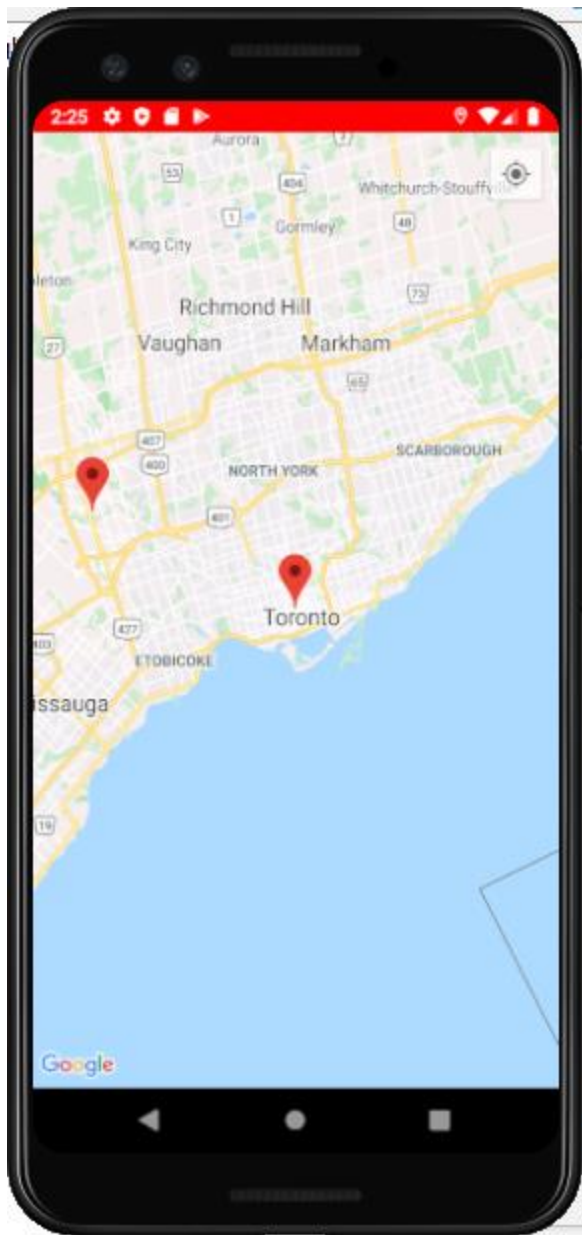 2:25
Aurora
53
404
Whitchurch-Stouffv
1
Gormley
48
King City
leton
73
Richmond Hill
27
Vaughan
Markham
65
407
400
NORTH YORK
SCARBOROUGH
401
Toronto
427
403
ETOBICOKE
issauga
19
Google